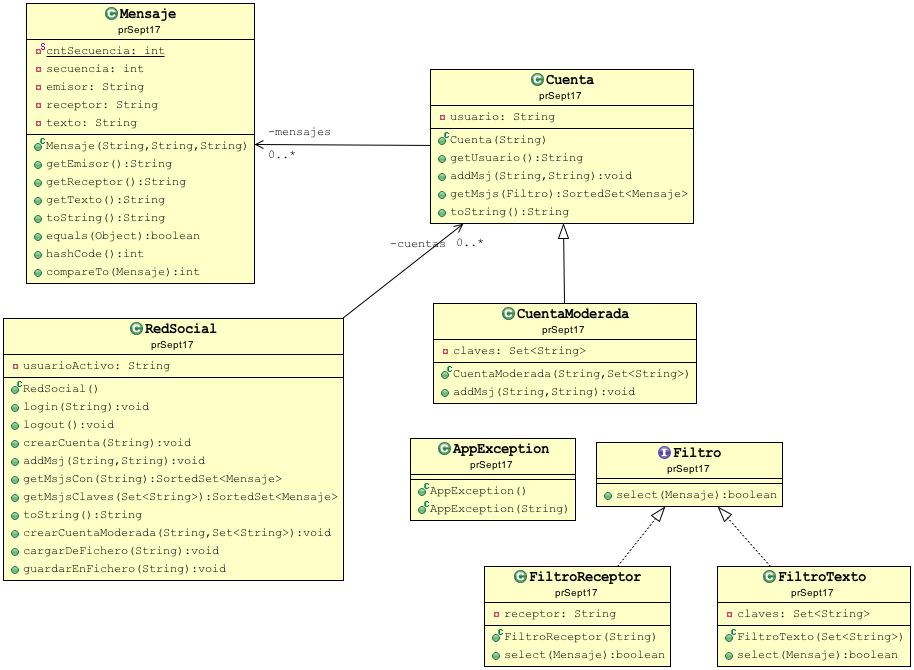 Mensaje
prSept17
cntSecuencia: int
secuencia: int
emisor: String
receptor: String
texto: String
Mensaje(String,String,String)
getEmisor():String
getReceptor():String
getTexto():String
toString():String
equals(Object):boolean
hashCode():int
compareTo(Mensaje):int
-mensajes
0..*
Cuenta
prSept17
usuario: String
Cuenta(String)
getUsuario():String
addMsj(String,String):void
getMsjs(Filtro):SortedSet<Mensaje>
toString():String
-cuentas 0..*
RedSocial
prSept17
usuarioActivo: String
RedSocial()
login(String):void
logout():void
crearCuenta(String):void
addMsj(String,String):void
getMsjsCon(String):SortedSet<Mensaje>
getMsjsClaves(Set<String>):SortedSet<Mensaje>
toString():String
crearCuentaModerada(String,Set<String>):void
cargarDeFichero(String):void
guardarEnFichero(String):void
CuentaModerada
prSept17
claves: Set<String>
CuentaModerada(String,Set<String>)
addMsj(String,String):void
AppException
prSept17
AppException()
AppException(String)
Filtro
prSept17
select(Mensaje):boolean
FiltroReceptor
prSept17
receptor: String
FiltroReceptor(String)
select(Mensaje):boolean
FiltroTexto
prSept17
claves: Set<String>
FiltroTexto(Set<String>)
select(Mensaje):boolean